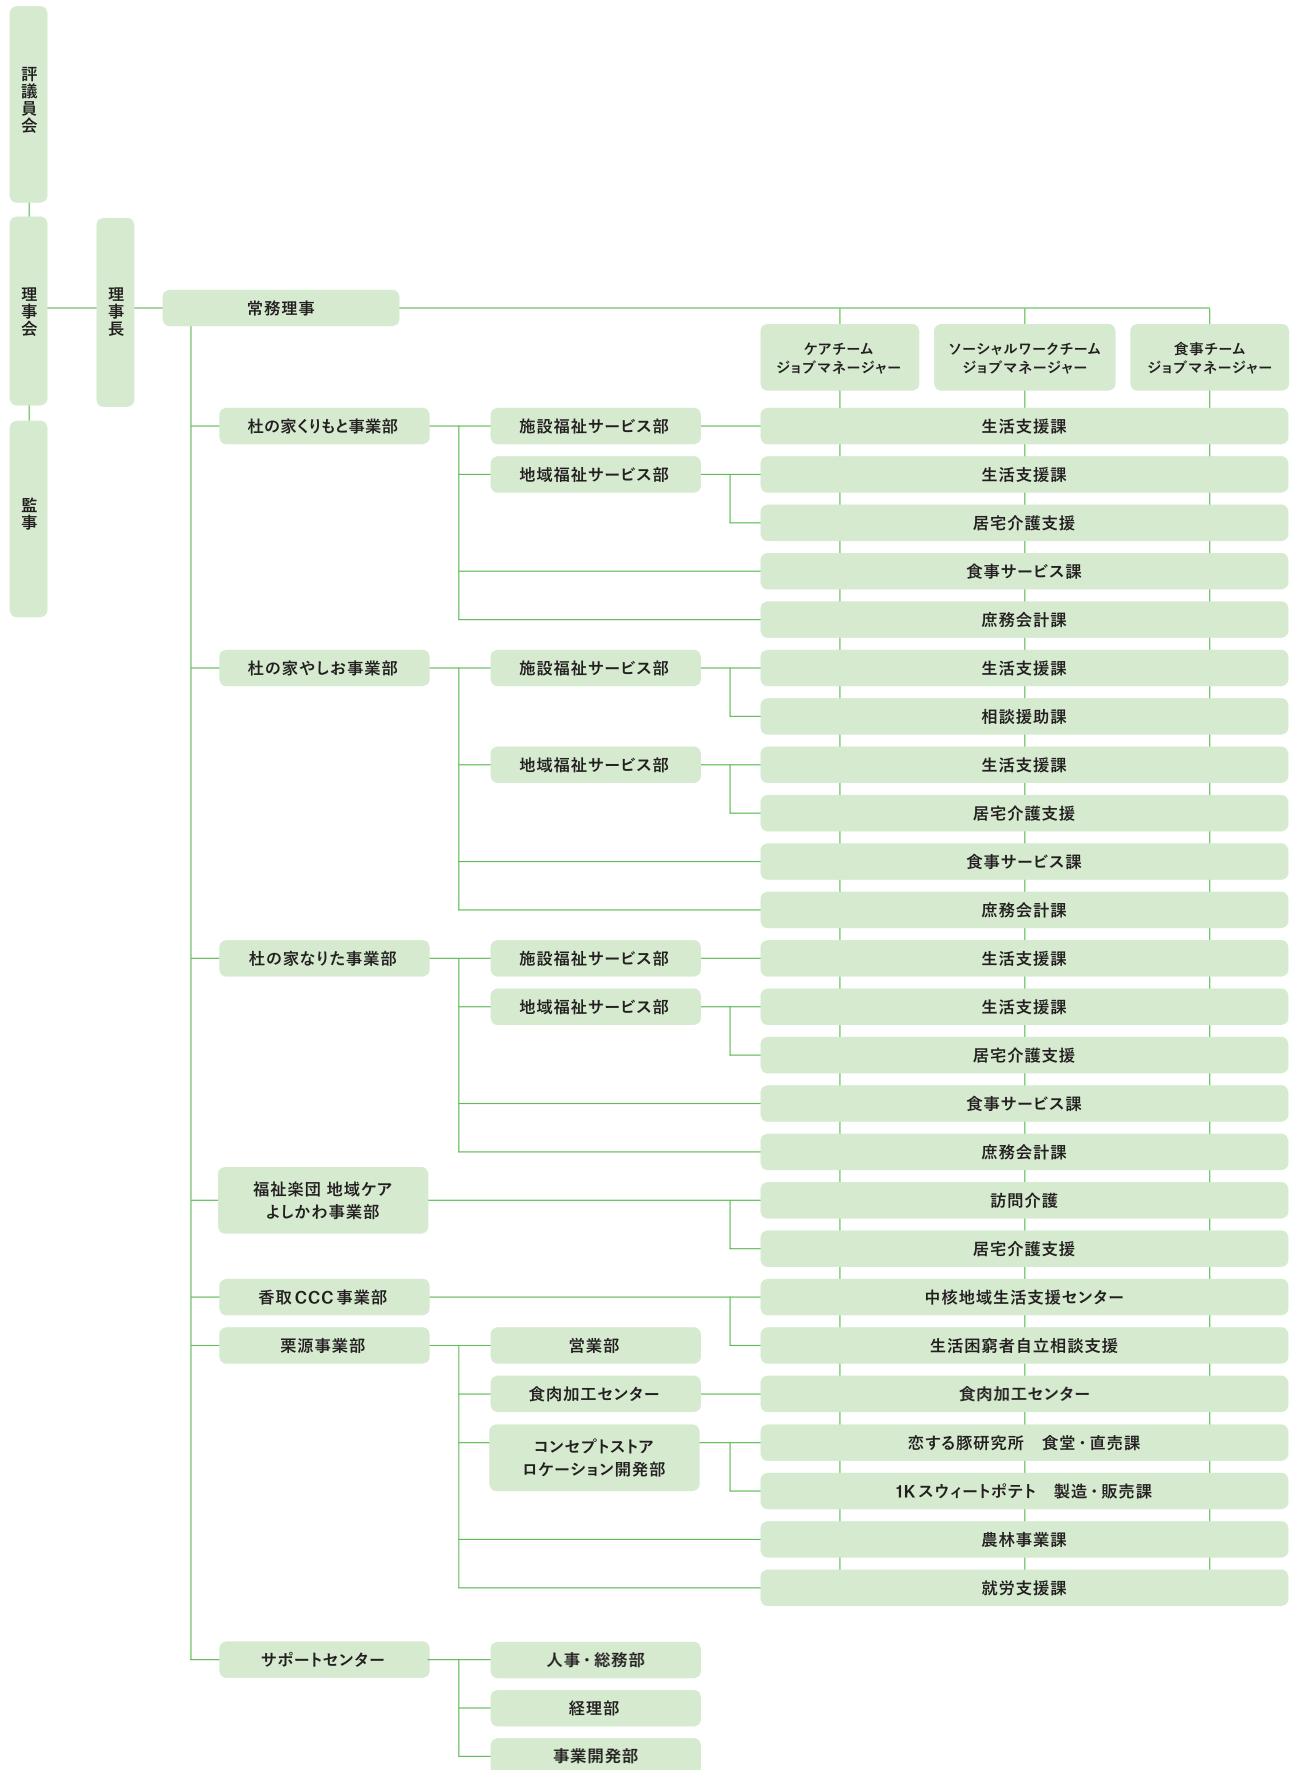 評議員会
理事会
監事
理事長
常務理事
ケアチーム
ジョブマネージャー
ソーシャルワークチーム
ジョブマネージャー
食事チーム
ジョブマネージャー
杜の家くりもと事業部
施設福祉サービス部
生活支援課
地域福祉サービス部
生活支援課
居宅介護支援
食事サービス課
庶務会計課
杜の家やしお事業部
施設福祉サービス部
生活支援課
相談援助課
地域福祉サービス部
生活支援課
居宅介護支援
食事サービス課
庶務会計課
杜の家なりた事業部
施設福祉サービス部
生活支援課
地域福祉サービス部
生活支援課
居宅介護支援
食事サービス課
庶務会計課
福祉楽団 地域ケア
よしかわ事業部
訪問介護
居宅介護支援
香取CCC事業部
中核地域生活支援センター
生活困窮者自立相談支援
栗源事業部
営業部
食肉加工センター
食肉加工センター
コンセプトストア
ロケーション開発部
恋する豚研究所　食堂・直売課
1Kスウィートポテト　製造・販売課
農林事業課
就労支援課
サポートセンター
人事・総務部
経理部
事業開発部